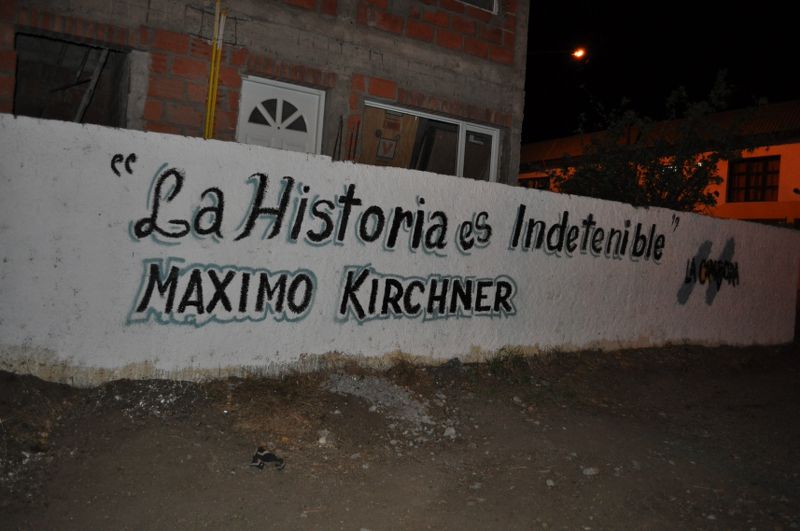 "La Historia es Indetenible"
MAXIMO KIRCHNER
LA CAMPORA